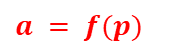 a = f(p)